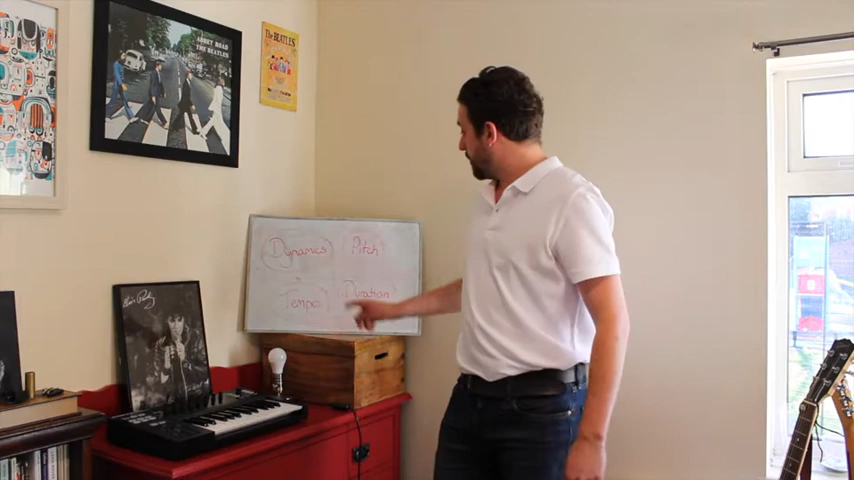 ABBEY ROAD
THE BEATLES
The BEATLES
Elvis Presley
"Dynamics" "Pitch"
"Tempo" "Duration"